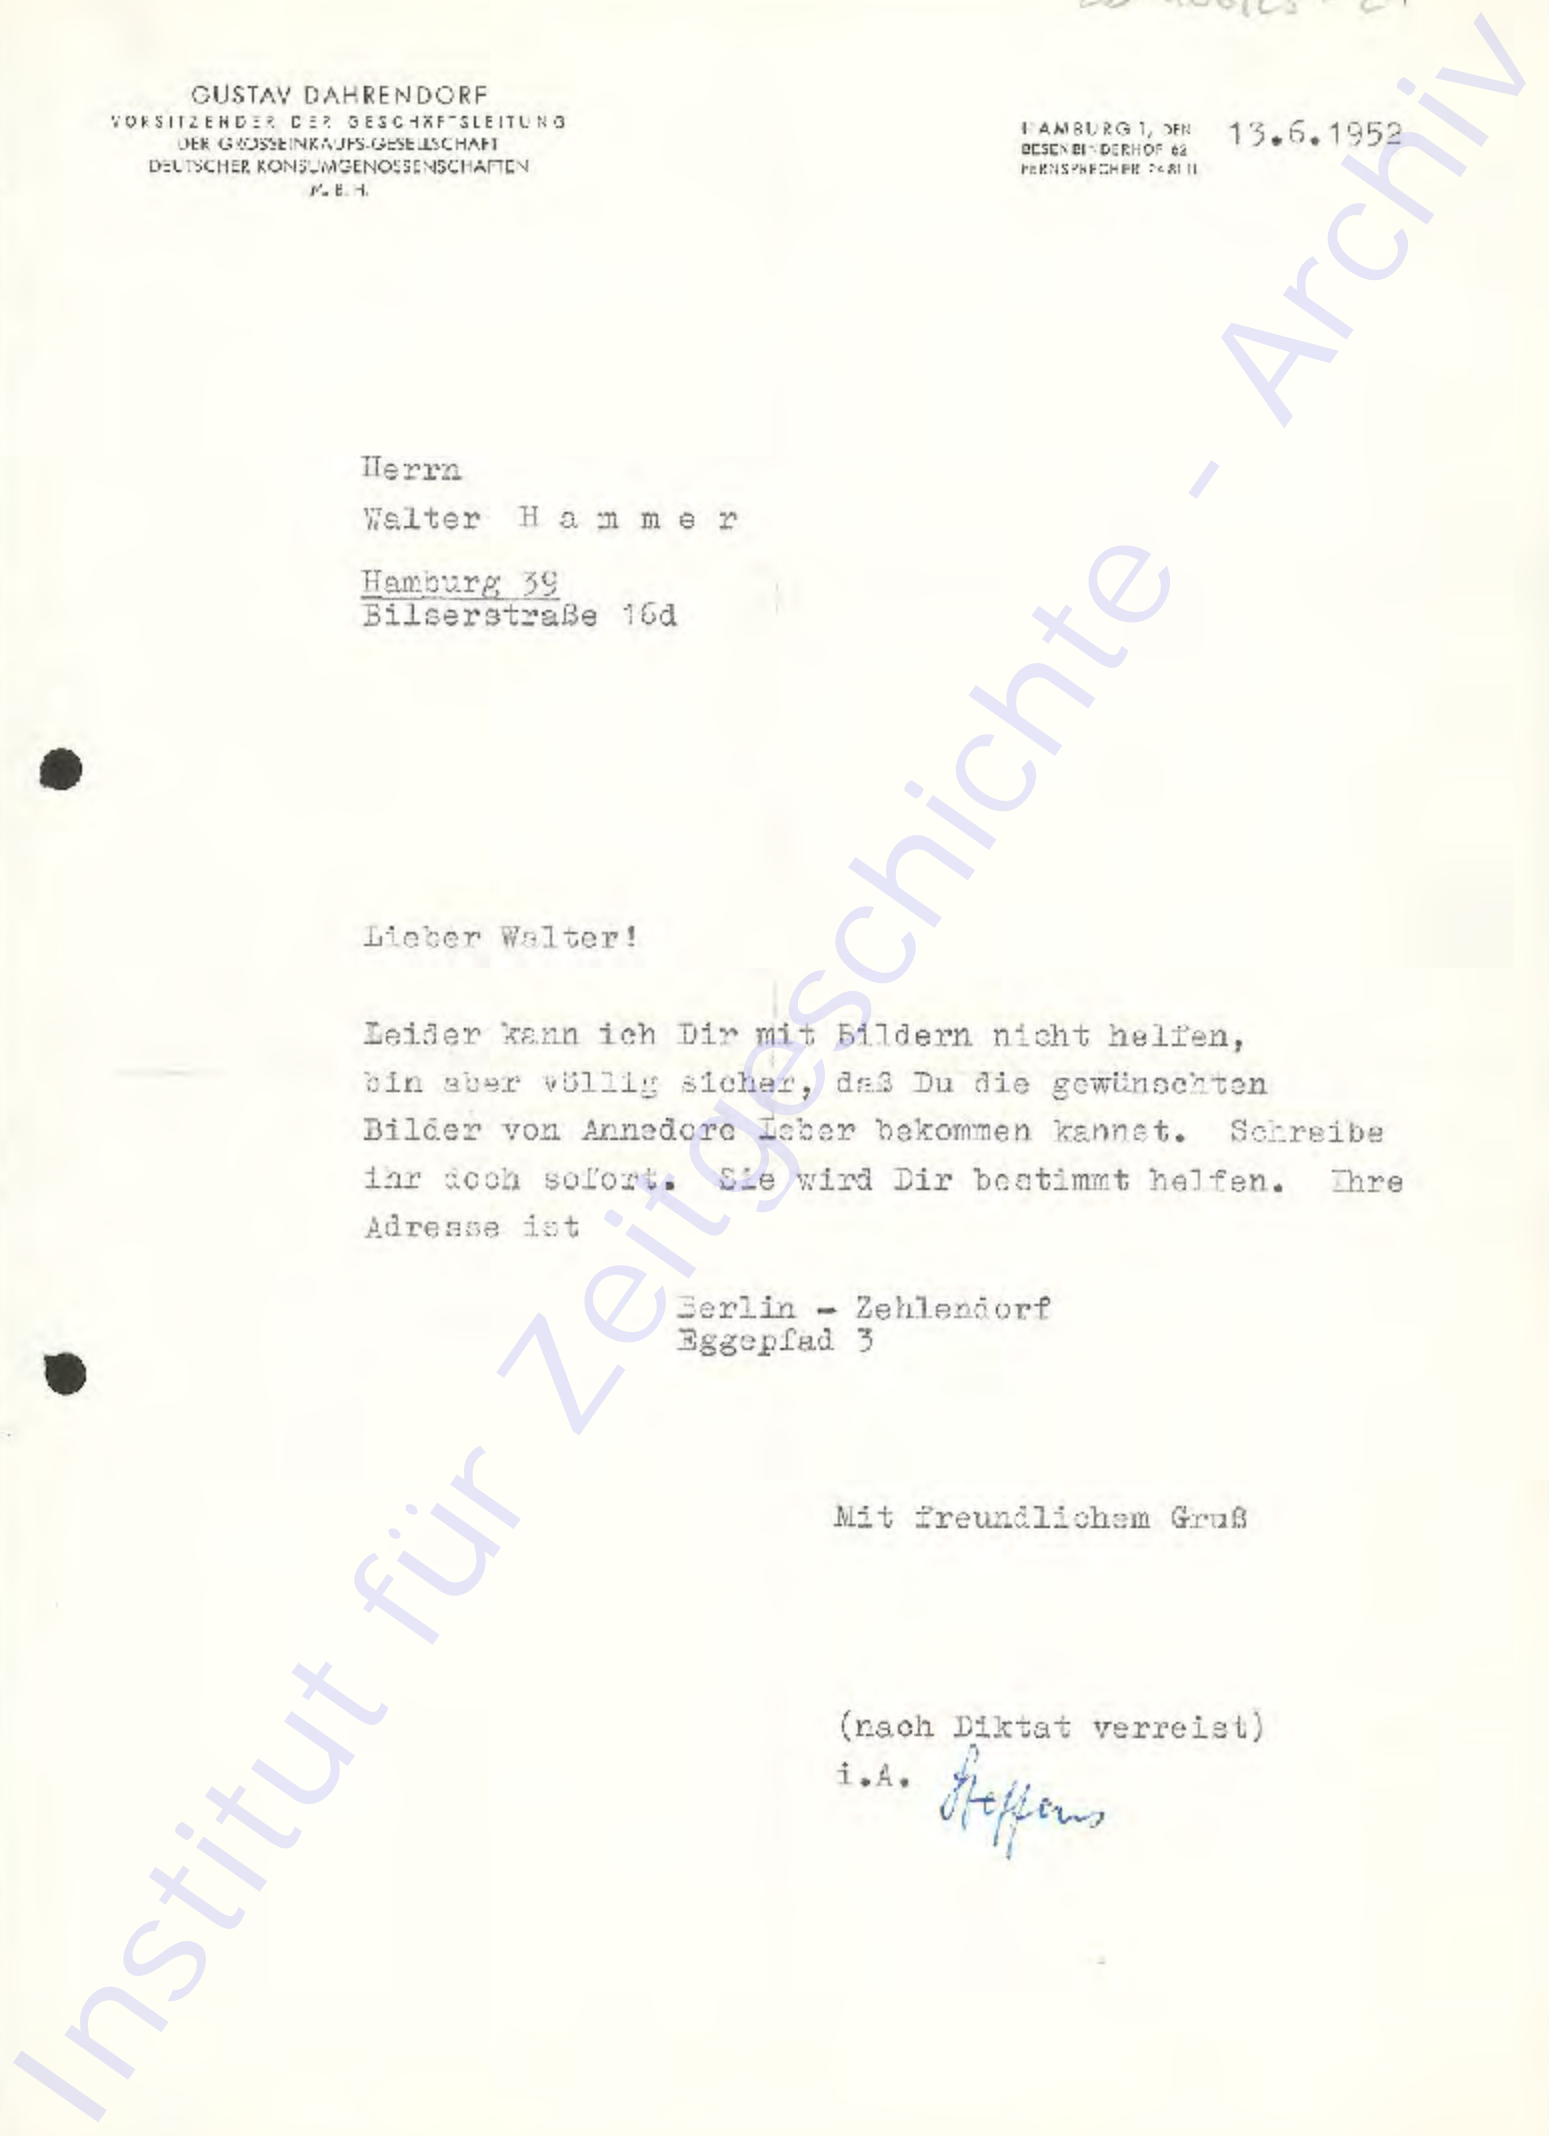 GUSTAV DAHRENDORF
VORSITZENDER DER GESCHÄFTSLEITUNG
DER GROSSEINKAUFS-GESELLSCHAFT
DEUTSCHER KONSUMGENOSSENSCHAFTEN
M. B. H.
HAMBURG 1, DEN 13.6.1952
BESENBINDERHOF 62
FERNSPRECHER
Herrn
Walter H a m m e r
Hamburg 39
Bilserstraße 16d
Lieber Walter!
Leider kann ich Dir mit Bildern nicht helfen,
bin aber völlig sicher, daß Du die gewünschten
Bilder von Annedore Leber bekommen kannst. Schreibe
ihr doch sofort. Sie wird Dir bestimmt helfen. Ihre
Adresse ist
Berlin - Zehlendorf
Eggepfad 3
Mit freundlichem Gruß
(nach Diktat verreist)
i.A. Steffens
Institut für Zeitgeschichte - Archiv